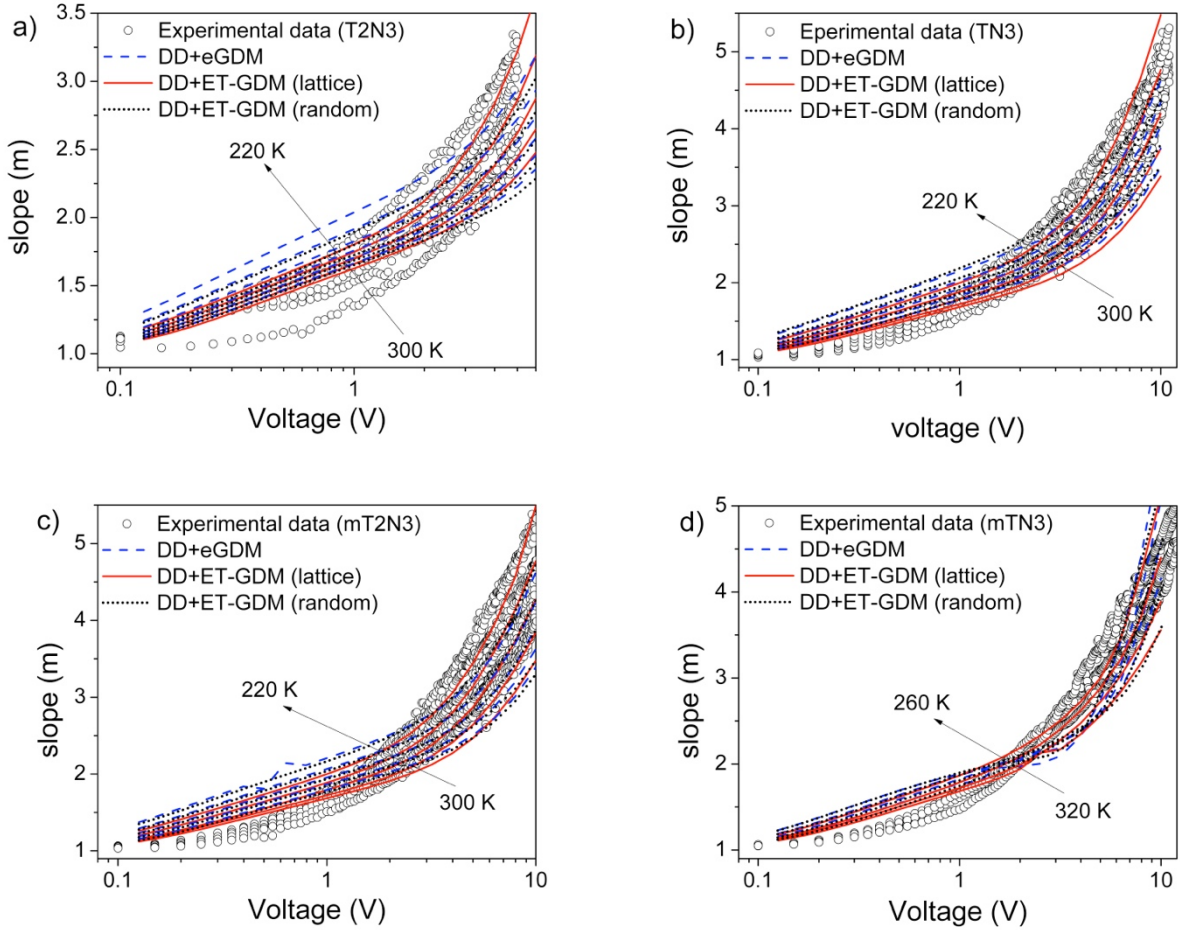 a)
Experimental data (T2N3)
DD+eGDM
DD+ET-GDM (lattice)
DD+ET-GDM (random)
220 K
300 K
slope (m)
3.5
3.0
2.5
2.0
1.5
1.0
0.1
1
Voltage (V)
b)
Eperimental data (TN3)
DD+eGDM
DD+ET-GDM (lattice)
DD+ET-GDM (random)
220 K
300 K
slope (m)
5
4
3
2
1
0.1
1
10
voltage (V)
c)
Experimental data (mT2N3)
DD+eGDM
DD+ET-GDM (lattice)
DD+ET-GDM (random)
220 K
300 K
slope (m)
5
4
3
2
1
0.1
1
10
Voltage (V)
d)
Experimental data (mTN3)
DD+eGDM
DD+ET-GDM (lattice)
DD+ET-GDM (random)
260 K
320 K
slope (m)
5
4
3
2
1
0.1
1
10
Voltage (V)